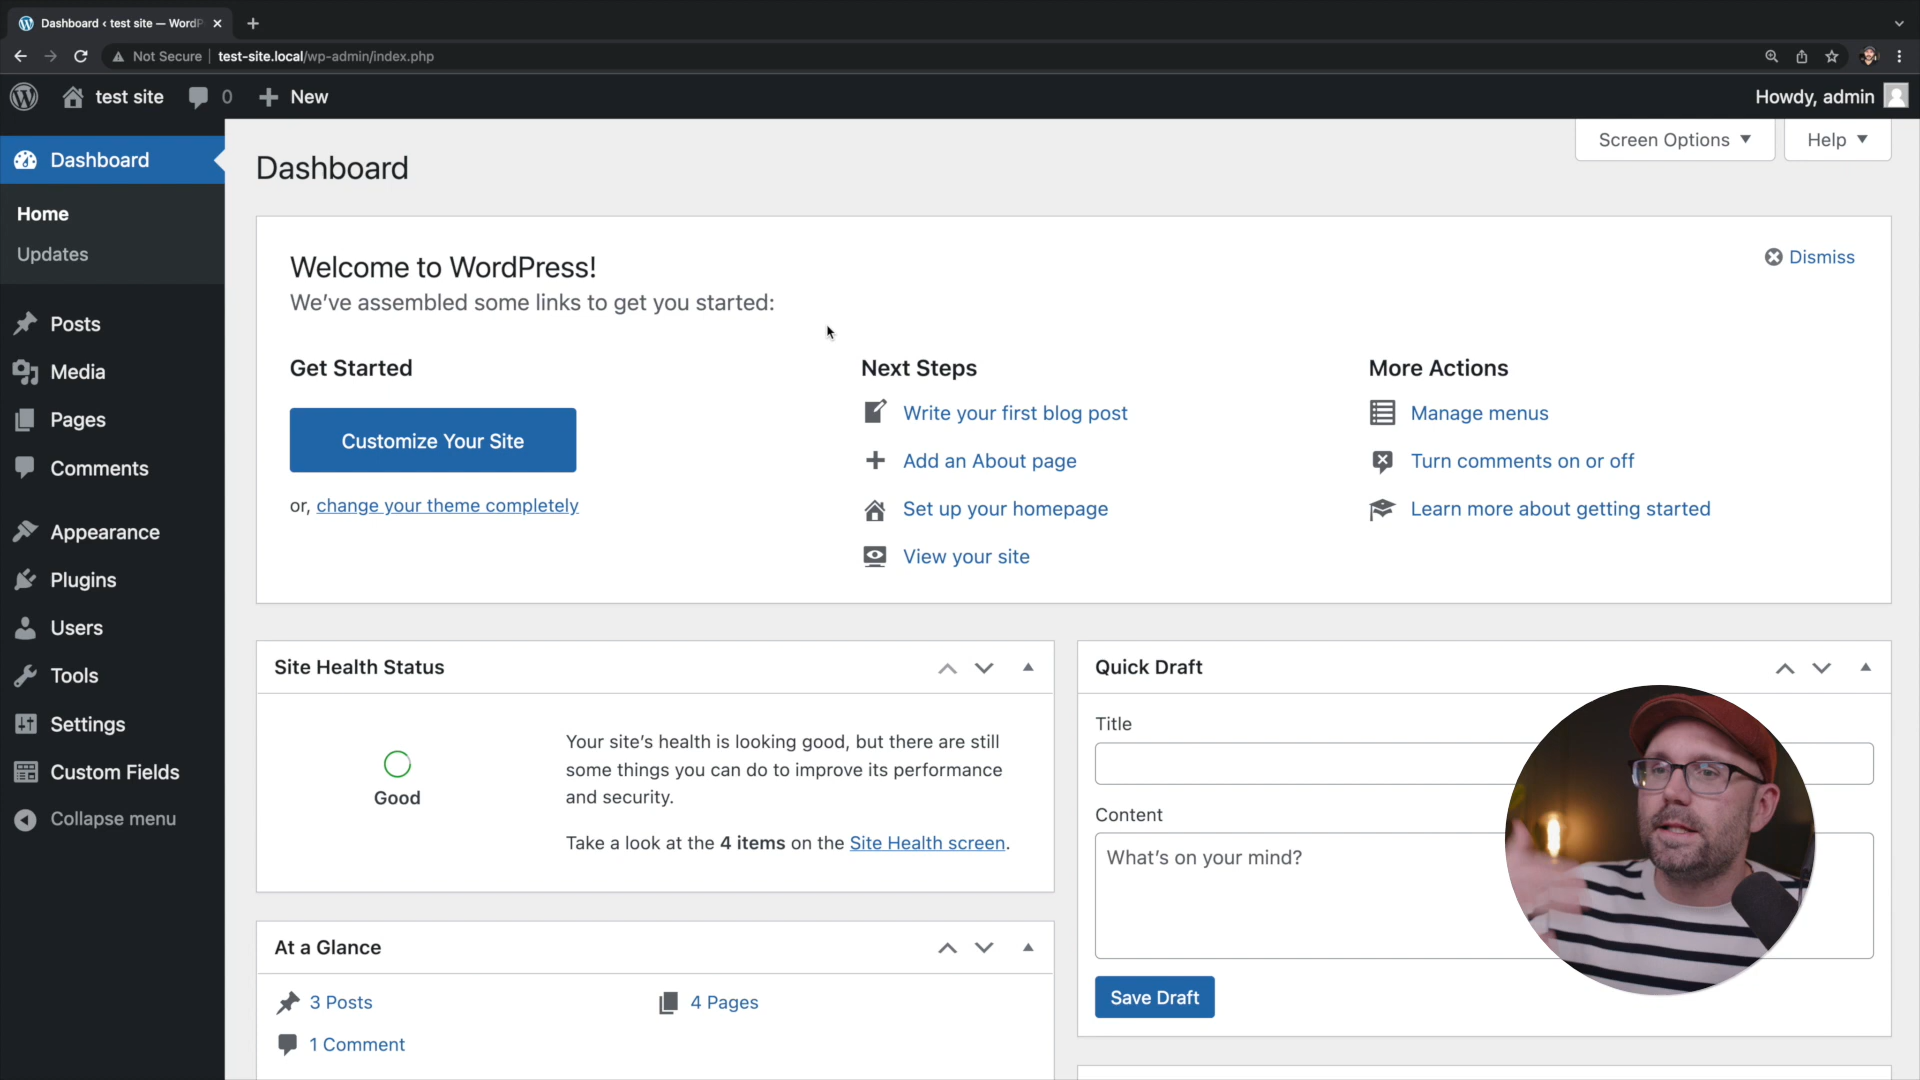 Dashboard ‹ test site — WordP
Not Secure
test-site.local/wp-admin/index.php
test site
0
New
Howdy, admin
Screen Options
Help
Dashboard
Home
Updates
Posts
Media
Pages
Comments
Appearance
Plugins
Users
Tools
Settings
Custom Fields
Collapse menu
Dashboard
Welcome to WordPress!
We’ve assembled some links to get you started:
Dismiss
Get Started
Customize Your Site
or, change your theme completely
Next Steps
Write your first blog post
Add an About page
Set up your homepage
View your site
More Actions
Manage menus
Turn comments on or off
Learn more about getting started
Site Health Status
Good
Your site’s health is looking good, but there are still
some things you can do to improve its performance
and security.
Take a look at the 4 items on the Site Health screen.
At a Glance
3 Posts
4 Pages
1 Comment
Quick Draft
Title
Content
What’s on your mind?
Save Draft